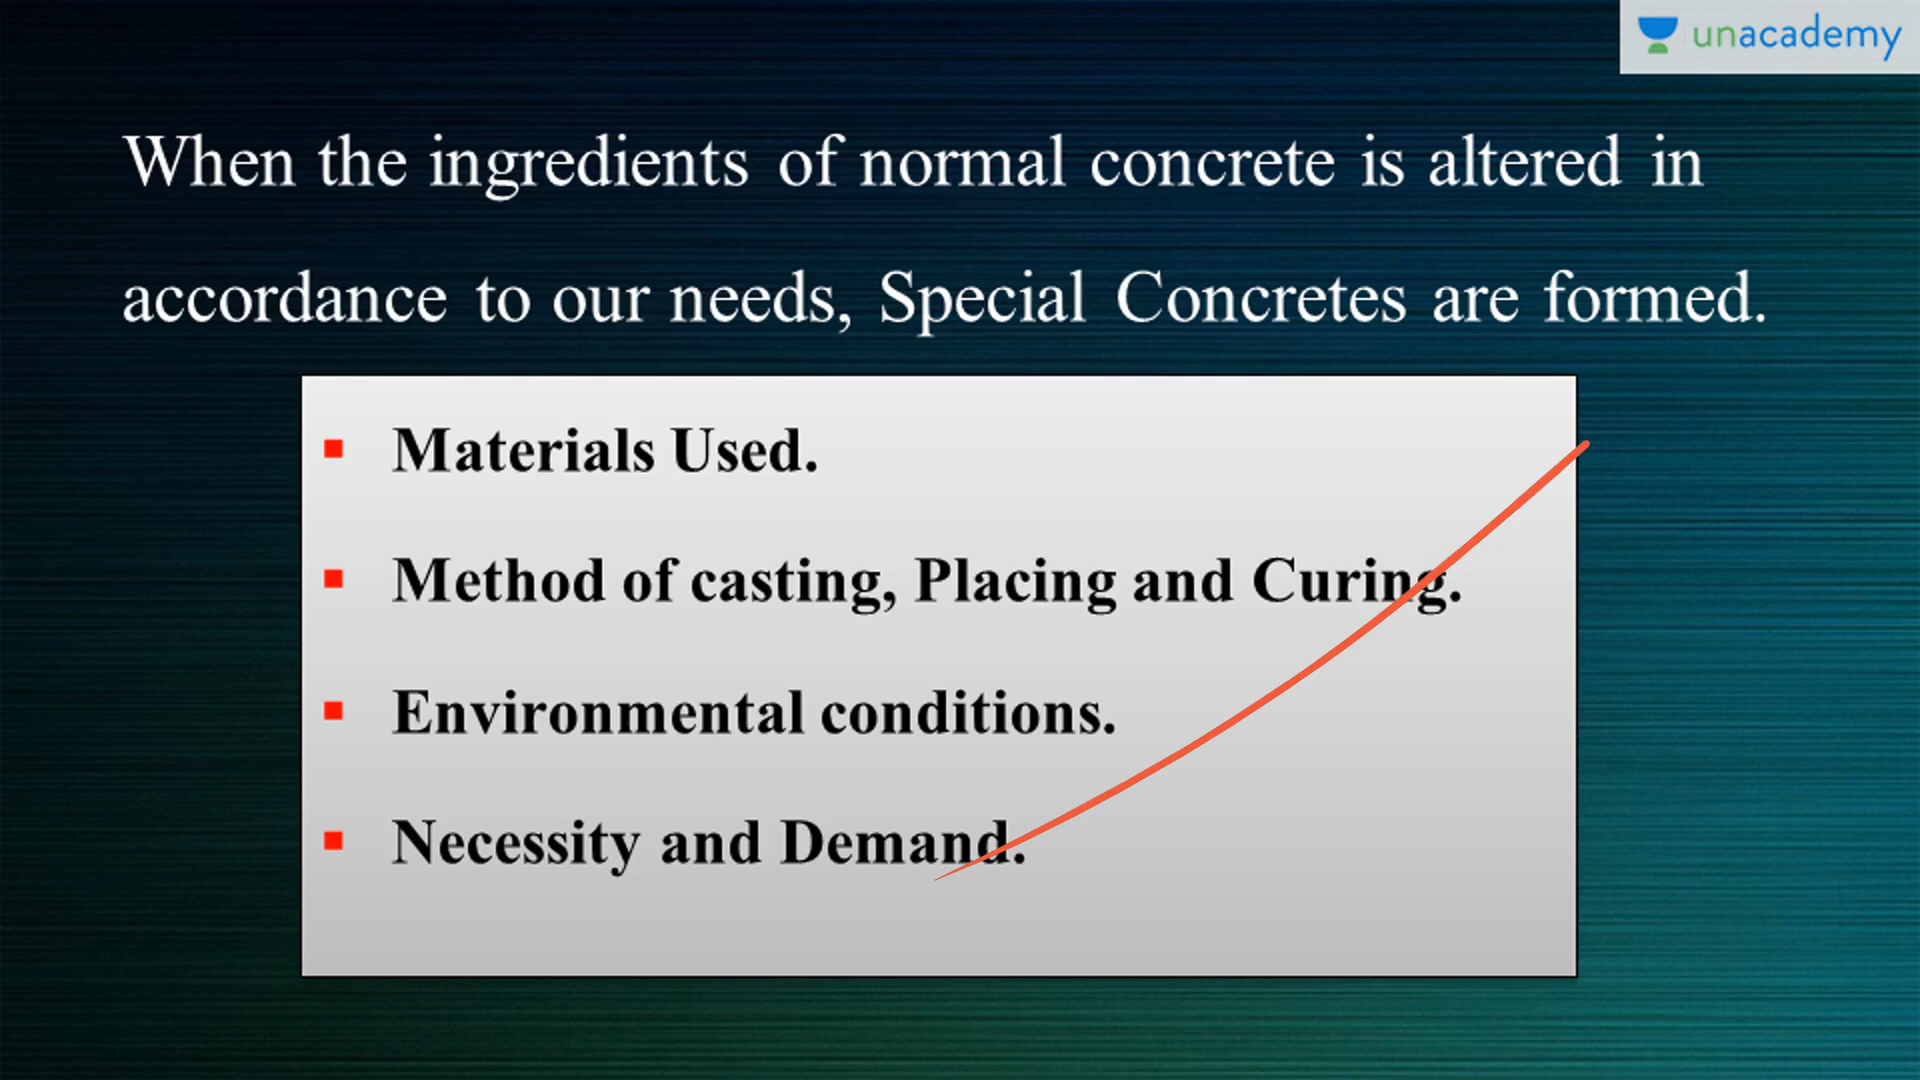 unacademy
When the ingredients of normal concrete is altered in
accordance to our needs, Special Concretes are formed.
Materials Used.
Method of casting, Placing and Curing.
Environmental conditions.
Necessity and Demand.